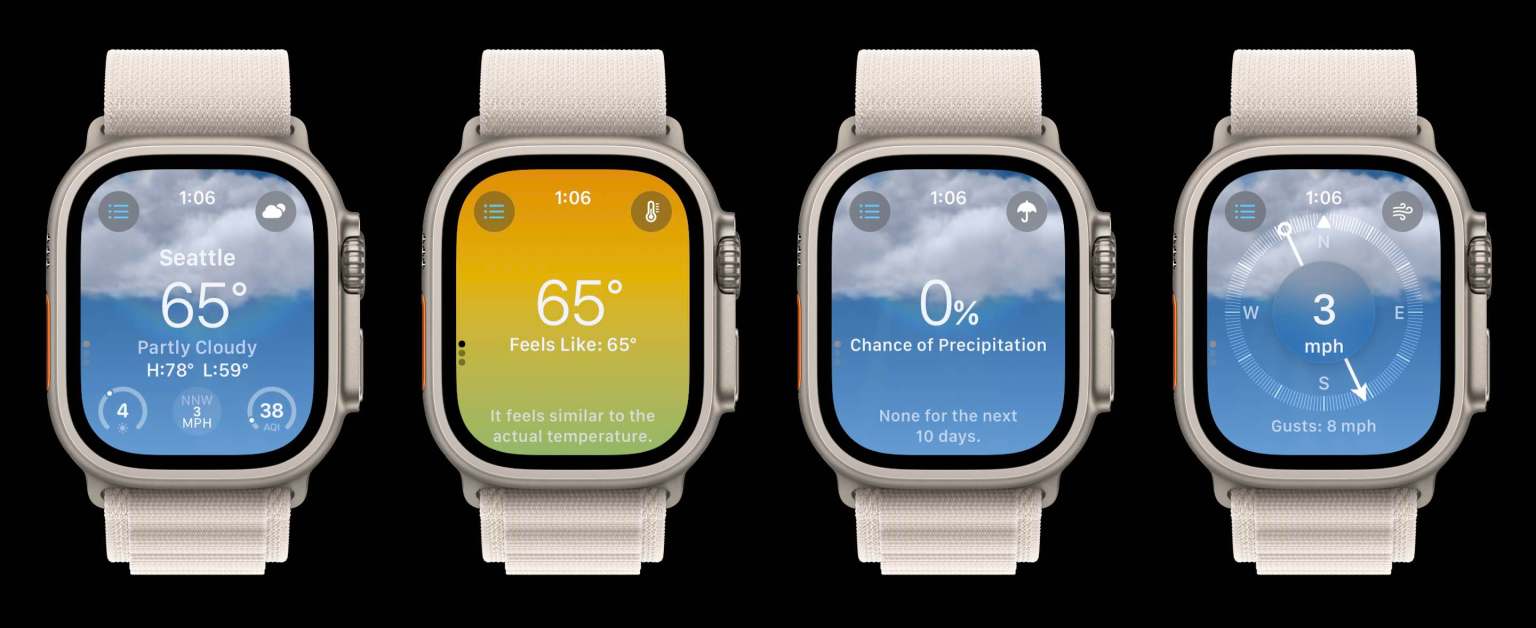 1:06
Seattle
65°
Partly Cloudy
H:78° L:59°
4
NNW
3
MPH
38
AQI
1:06
65°
Feels Like: 65°
It feels similar to the
actual temperature.
1:06
0%
Chance of Precipitation
None for the next
10 days.
1:06
N
W
E
3
mph
S
Gusts: 8 mph